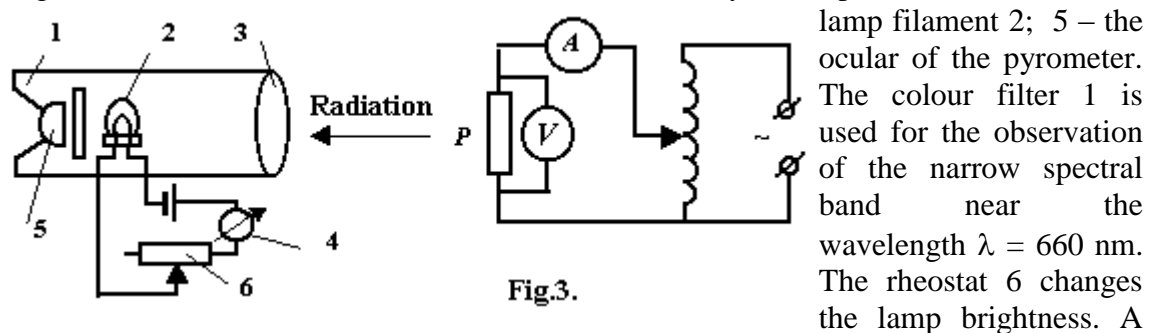 lamp filament 2; 5 – the
ocular of the pyrometer.
The colour filter 1 is
used for the observation
of the narrow spectral
band near the
wavelength λ = 660 nm.
The rheostat 6 changes
the lamp brightness. A
1 2 3
Radiation
5
4
6
P
A
V
~
Fig.3.